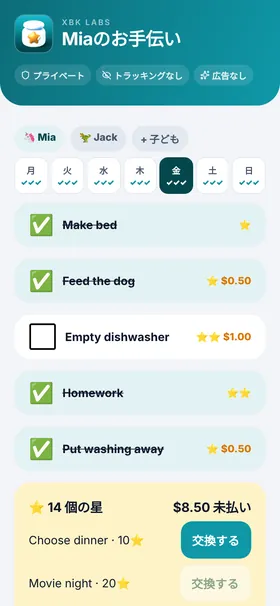 XBK LABS
Miaのお手伝い
プライベート トラッキングなし 広告なし
Mia Jack + 子ども
月 火 水 木 金 土 日
Make bed
Feed the dog $0.50
Empty dishwasher $1.00
Homework
Put washing away $0.50
14 個の星 $8.50 未払い
Choose dinner · 10⭐ 交換する
Movie night · 20⭐ 交換する